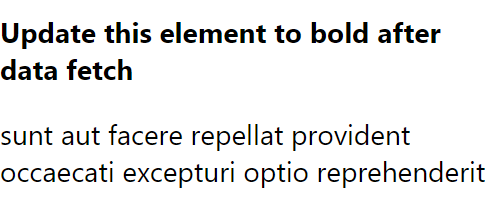 Update this element to bold after
data fetch
sunt aut facere repellat provident
occaecati excepturi optio reprehenderit